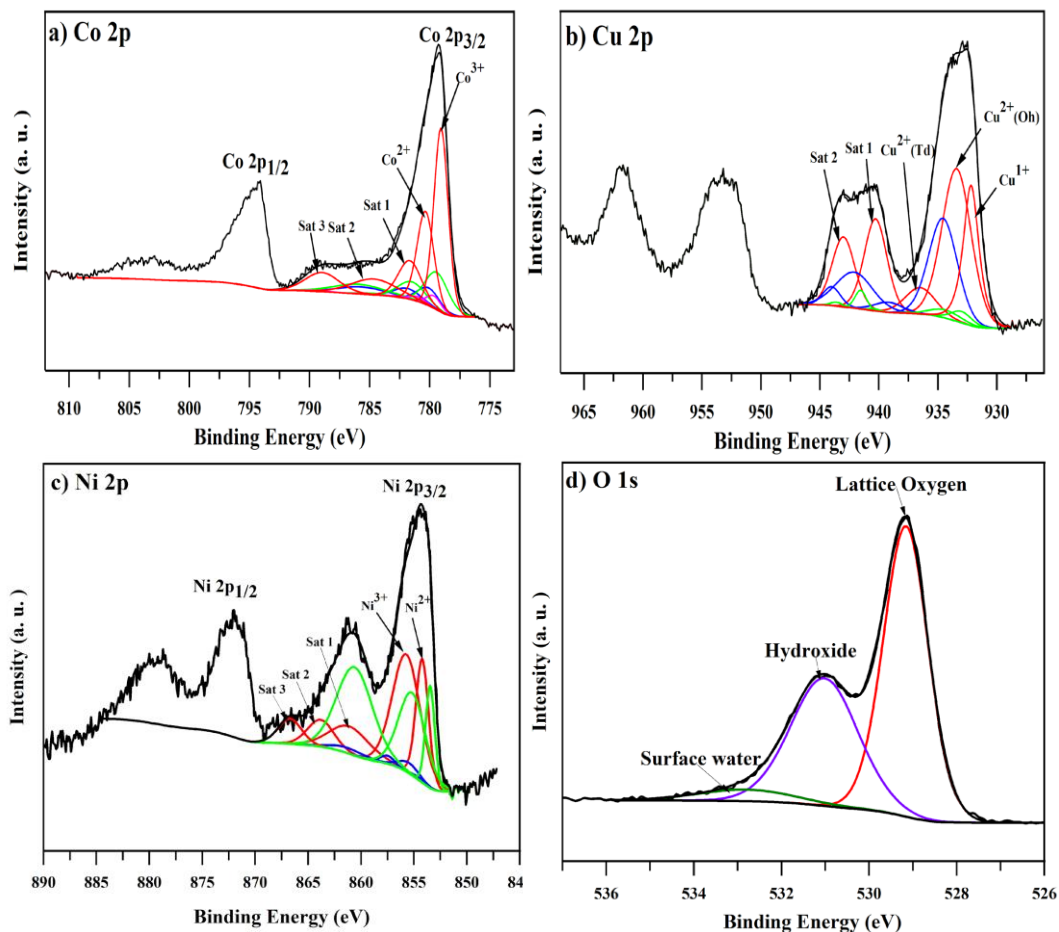 a) Co 2p
Co 2p3/2
Co3+
Co2+
Co 2p1/2
Sat 1
Sat 2
Sat 3
Intensity (a. u.)
810 805 800 795 790 785 780 775
Binding Energy (eV)
b) Cu 2p
Cu2+(Oh)
Cu2+(Td)
Sat 1
Sat 2
Cu1+
Intensity (a. u.)
965 960 955 950 945 940 935 930
Binding Energy (eV)
c) Ni 2p
Ni 2p3/2
Ni 2p1/2
Ni3+
Ni2+
Sat 1
Sat 2
Sat 3
Intensity (a. u.)
890 885 880 875 870 865 860 855 850 84
Binding Energy (eV)
d) O 1s
Lattice Oxygen
Hydroxide
Surface water
Intensity (a. u. )
536 534 532 530 528 526
Binding Energy (eV)